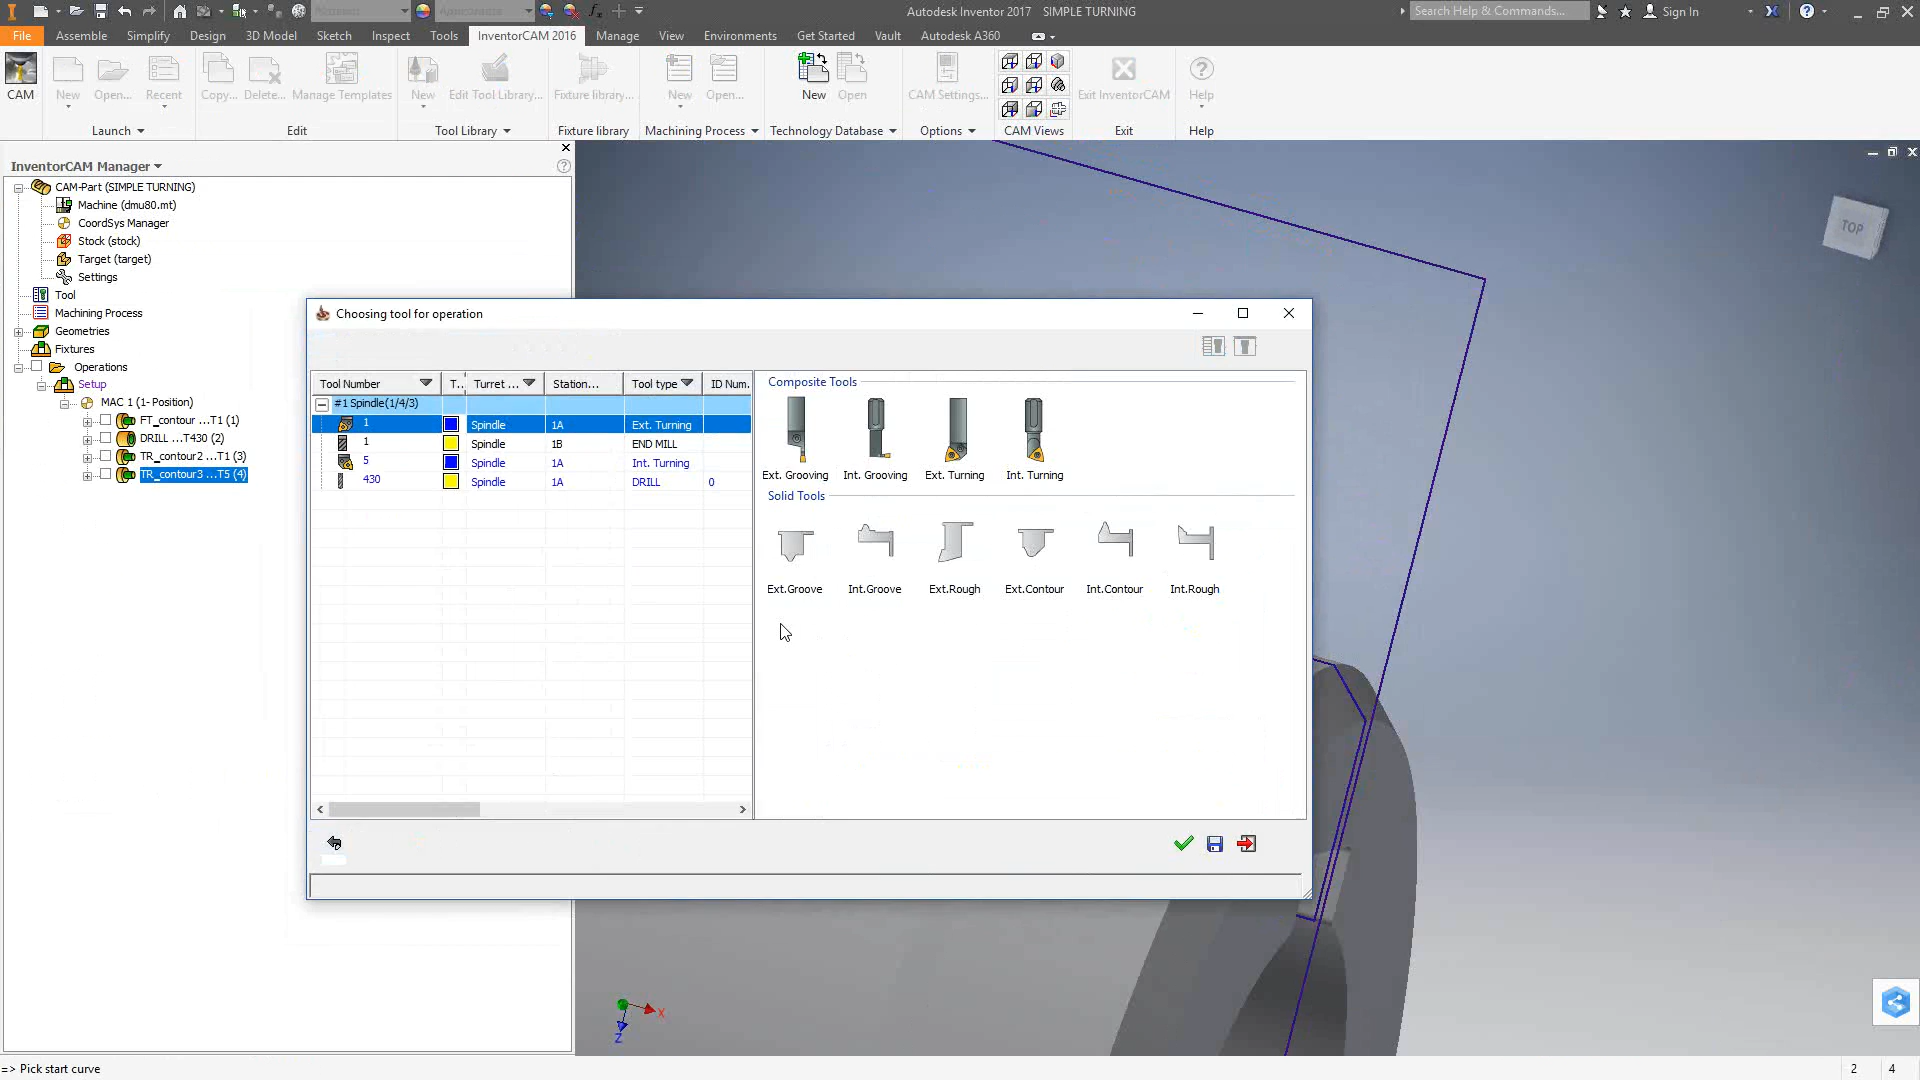 Autodesk Inventor 2017 SIMPLE TURNING
Search Help & Commands...
Sign In
File Assemble Simplify Design 3D Model Sketch Inspect Tools InventorCAM 2016 Manage View Environments Get Started Vault Autodesk A360
CAM New Open... Recent Copy... Delete... Manage Templates New Edit Tool Library... Fixture library... New Open... New Open CAM Settings... Exit InventorCAM Help
Launch Edit Tool Library Fixture library Machining Process Technology Database Options CAM Views Exit Help
InventorCAM Manager
CAM-Part (SIMPLE TURNING)
Machine (dmu80.mt)
CoordSys Manager
Stock (stock)
Target (target)
Settings
Tool
Machining Process
Geometries
Fixtures
Operations
Setup
MAC 1 (1- Position)
FT_contour ...T1 (1)
DRILL ...T430 (2)
TR_contour2 ...T1 (3)
TR_contour3 ...T5 (4)
TOP
Choosing tool for operation
Tool Number T.. Turret ... Station... Tool type ID Num.
#1 Spindle(1/4/3)
1 Spindle 1A Ext. Turning
1 Spindle 1B END MILL
5 Spindle 1A Int. Turning
430 Spindle 1A DRILL 0
Composite Tools
Ext. Grooving Int. Grooving Ext. Turning Int. Turning
Solid Tools
Ext.Groove Int.Groove Ext.Rough Ext.Contour Int.Contour Int.Rough
X
Z
=> Pick start curve
2 4